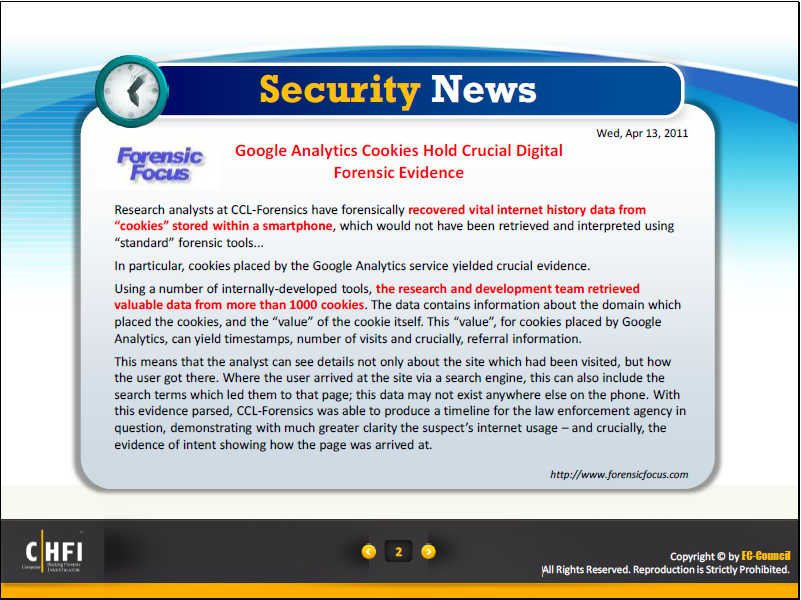 Security News
Wed, Apr 13, 2011
Forensic
Focus
Google Analytics Cookies Hold Crucial Digital
Forensic Evidence
Research analysts at CCL-Forensics have forensically recovered vital internet history data from
“cookies” stored within a smartphone, which would not have been retrieved and interpreted using
“standard” forensic tools...
In particular, cookies placed by the Google Analytics service yielded crucial evidence.
Using a number of internally-developed tools, the research and development team retrieved
valuable data from more than 1000 cookies. The data contains information about the domain which
placed the cookies, and the “value” of the cookie itself. This “value”, for cookies placed by Google
Analytics, can yield timestamps, number of visits and crucially, referral information.
This means that the analyst can see details not only about the site which had been visited, but how
the user got there. Where the user arrived at the site via a search engine, this can also include the
search terms which led them to that page; this data may not exist anywhere else on the phone. With
this evidence parsed, CCL-Forensics was able to produce a timeline for the law enforcement agency in
question, demonstrating with much greater clarity the suspect’s internet usage – and crucially, the
evidence of intent showing how the page was arrived at.
http://www.forensicfocus.com
CHFI
Computer Hacking Forensic
INVESTIGATOR
2
Copyright © by EC-Council
All Rights Reserved. Reproduction is Strictly Prohibited.